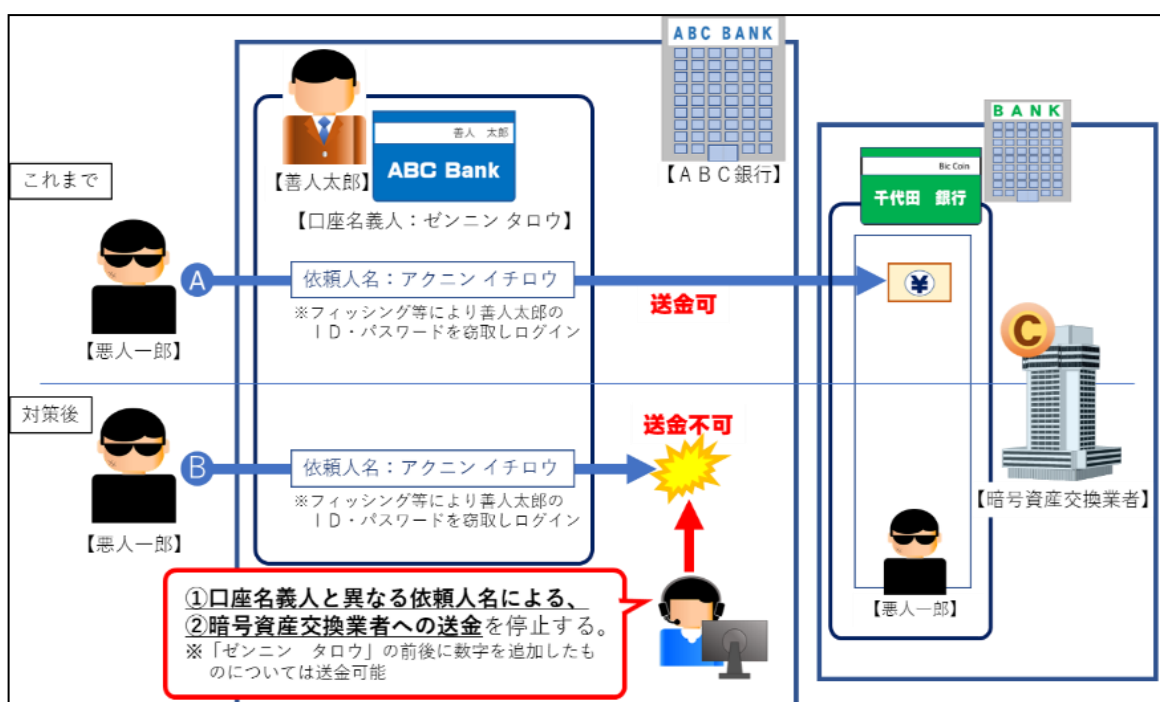 ABC BANK
善人 太郎
ABC Bank
【善人太郎】
【ABC銀行】
【口座名義人：ゼンニン タロウ】
BANK
Bic Coin
千代田 銀行
これまで
A
依頼人名：アクニン イチロウ
送金可
¥
※フィッシング等により善人太郎の
ＩＤ・パスワードを窃取しログイン
【悪人一郎】
C
【暗号資産交換業者】
対策後
送金不可
B
依頼人名：アクニン イチロウ
※フィッシング等により善人太郎の
ＩＤ・パスワードを窃取しログイン
【悪人一郎】
【悪人一郎】
①口座名義人と異なる依頼人名による、
②暗号資産交換業者への送金を停止する。
※「ゼンニン　タロウ」の前後に数字を追加したも
のについては送金可能